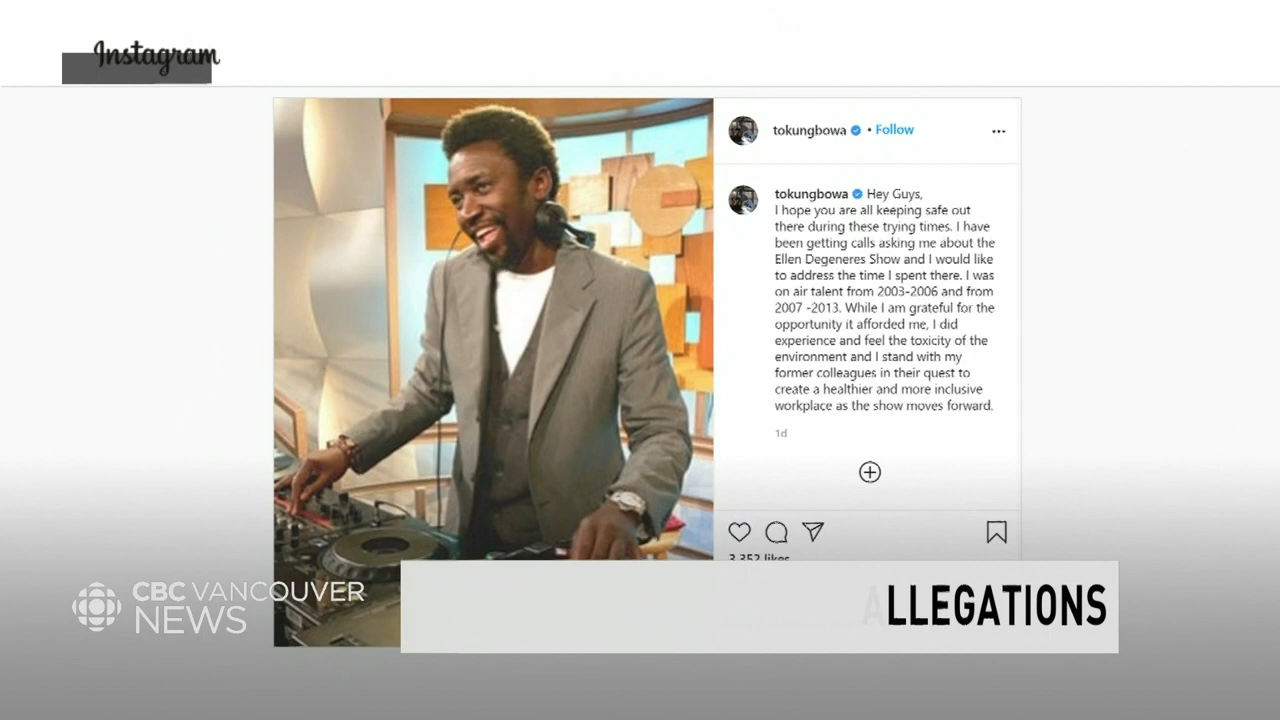 Instagram
tokungbowa • Follow
tokungbowa Hey Guys,
I hope you are all keeping safe out
there during these trying times. I have
been getting calls asking me about the
Ellen Degeneres Show and I would like
to address the time I spent there. I was
on air talent from 2003-2006 and from
2007 -2013. While I am grateful for the
opportunity it afforded me, I did
experience and feel the toxicity of the
environment and I stand with my
former colleagues in their quest to
create a healthier and more inclusive
workplace as the show moves forward.
1d
3,352 likes
CBC VANCOUVER
NEWS
ALLEGATIONS